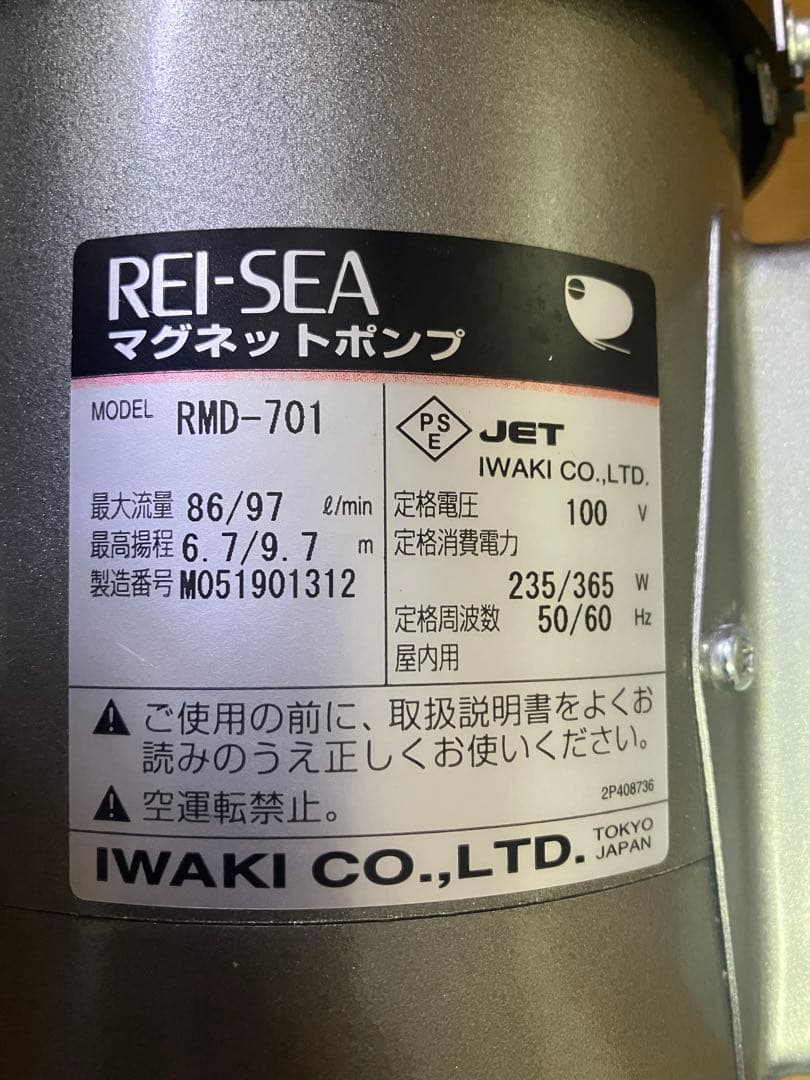 REI-SEA
マグネットポンプ
MODEL RMD-701
最大流量 86/97 ℓ/min
最高揚程 6.7/9.7 m
製造番号 M051901312
PSE JET
IWAKI CO.,LTD.
定格電圧 100 V
定格消費電力
235/365 W
定格周波数 50/60 Hz
屋内用
ご使用の前に、取扱説明書をよくお
読みのうえ正しくお使いください。
空運転禁止。
2P408736
IWAKI CO.,LTD. TOKYO JAPAN